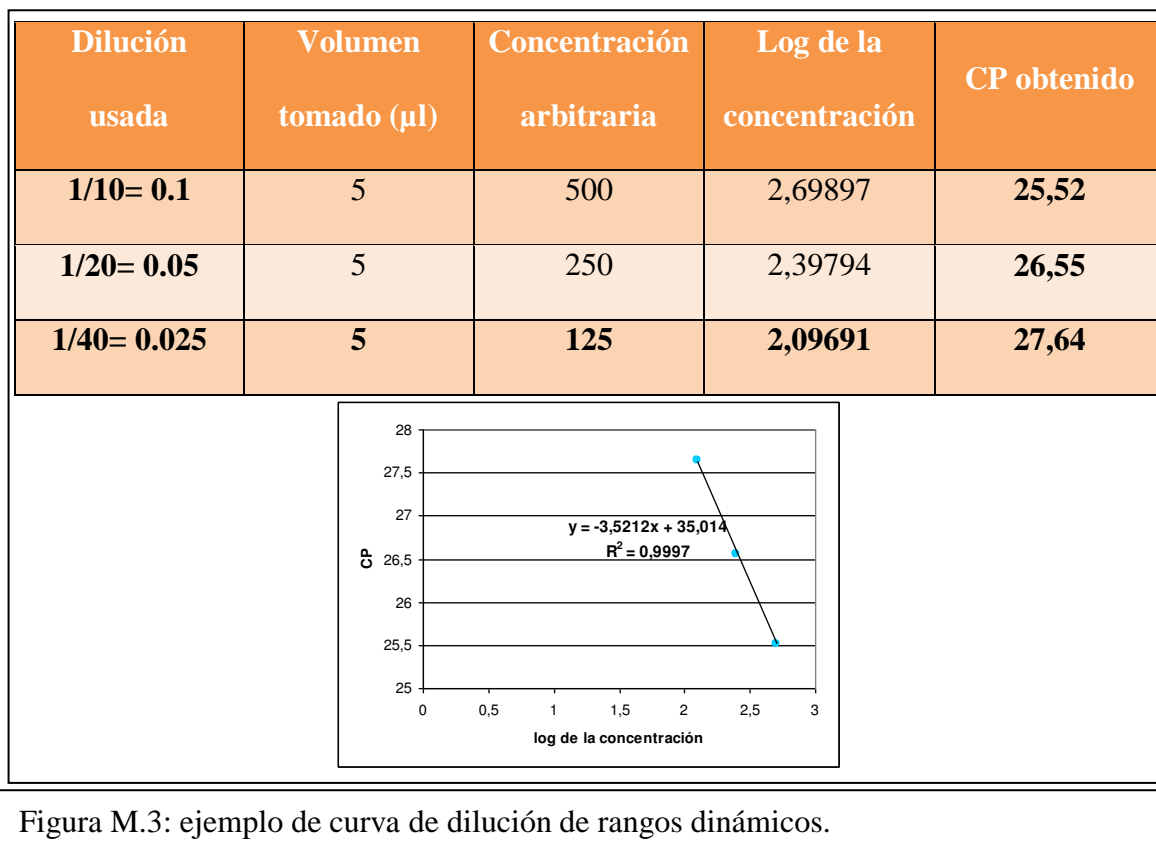 Dilución usada | Volumen tomado (µl) | Concentración arbitraria | Log de la concentración | CP obtenido
1/10= 0.1 | 5 | 500 | 2,69897 | 25,52
1/20= 0.05 | 5 | 250 | 2,39794 | 26,55
1/40= 0.025 | 5 | 125 | 2,09691 | 27,64
28
27,5
27
26,5
26
25,5
25
CP
y = -3,5212x + 35,014
R² = 0,9997
0 0,5 1 1,5 2 2,5 3
log de la concentración
Figura M.3: ejemplo de curva de dilución de rangos dinámicos.